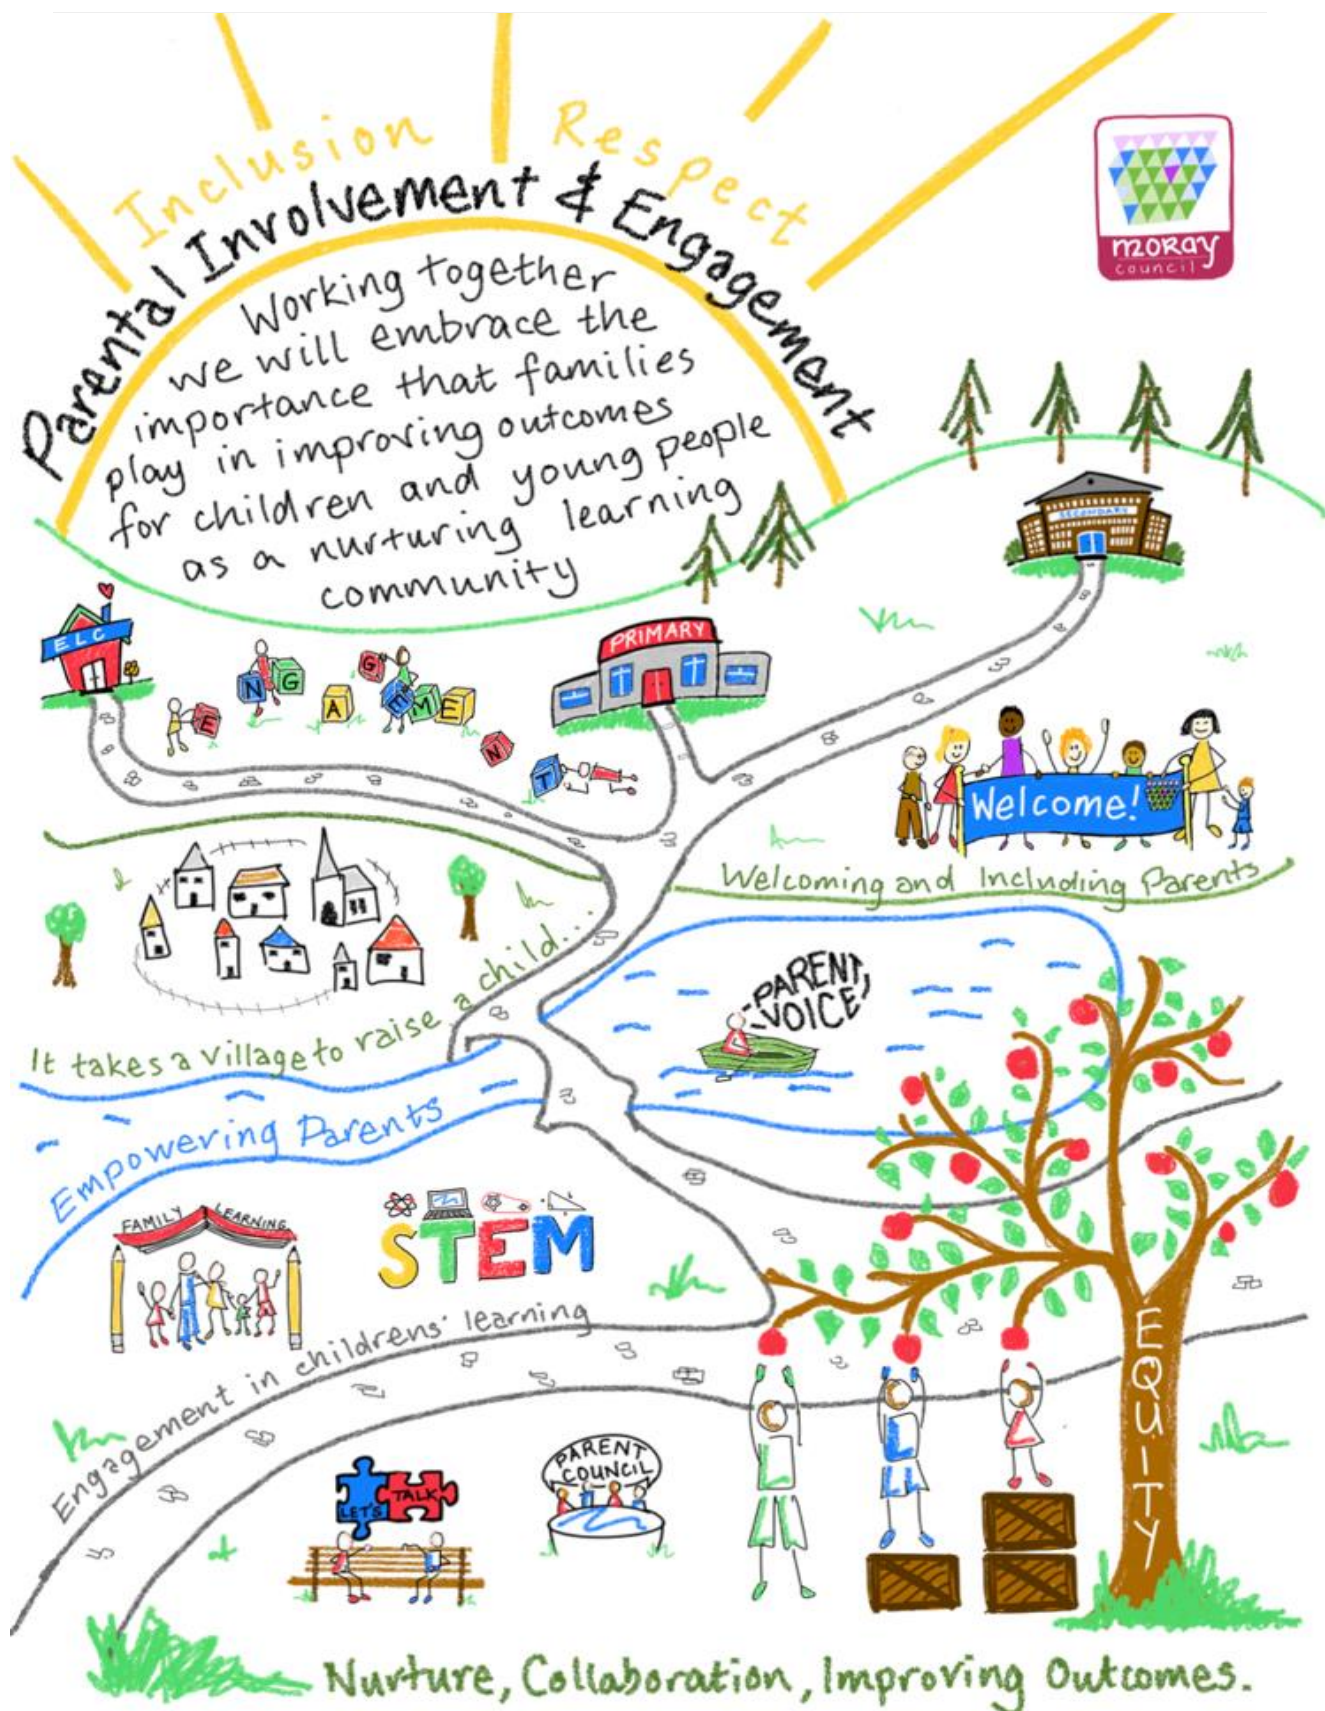 Inclusion Respect
Parental Involvement & Engagement
Working together
we will embrace the
importance that families
play in improving outcomes
for children and young people
as a nurturing learning
community
moray
council
SECONDARY
ELC
ENGAGEMENT
PRIMARY
Welcome!
Welcoming and Including Parents
It takes a village to raise a child...
PARENT
VOICE
Empowering Parents
FAMILY LEARNING
STEM
Engagement in childrens' learning
EQUITY
LET'S TALK
PARENT
COUNCIL
Nurture, Collaboration, Improving Outcomes.